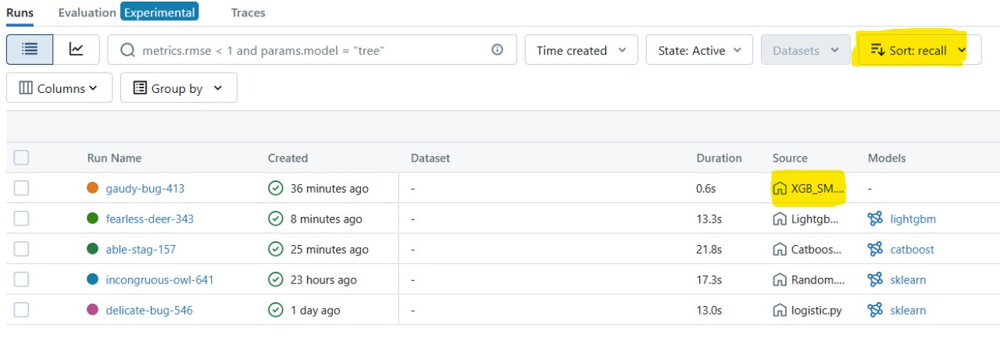 Runs Evaluation Experimental Traces
metrics.rmse < 1 and params.model = "tree" Time created State: Active Datasets Sort: recall
Columns Group by
Run Name Created Dataset Duration Source Models
gaudy-bug-413 36 minutes ago - 0.6s XGB_SM.... -
fearless-deer-343 8 minutes ago - 13.3s Lightgb... lightgbm
able-stag-157 25 minutes ago - 21.8s Catboos... catboost
incongruous-owl-641 23 hours ago - 17.3s Random.... sklearn
delicate-bug-546 1 day ago - 13.0s logistic.py sklearn